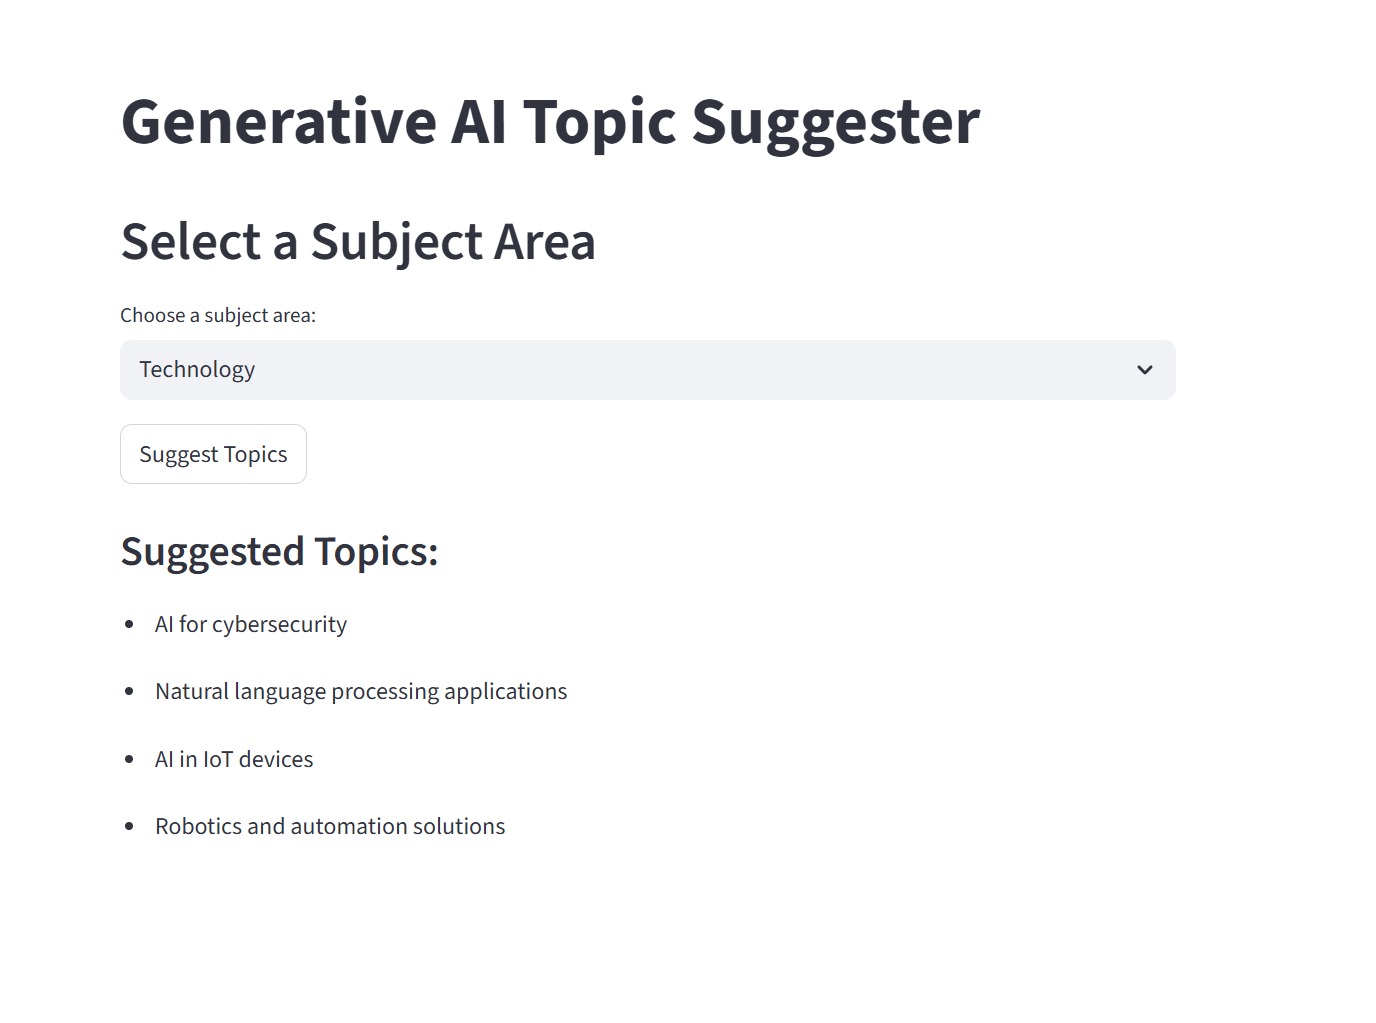 Generative AI Topic Suggester
Select a Subject Area
Choose a subject area:
Technology
Suggest Topics
Suggested Topics:
AI for cybersecurity
Natural language processing applications
AI in IoT devices
Robotics and automation solutions